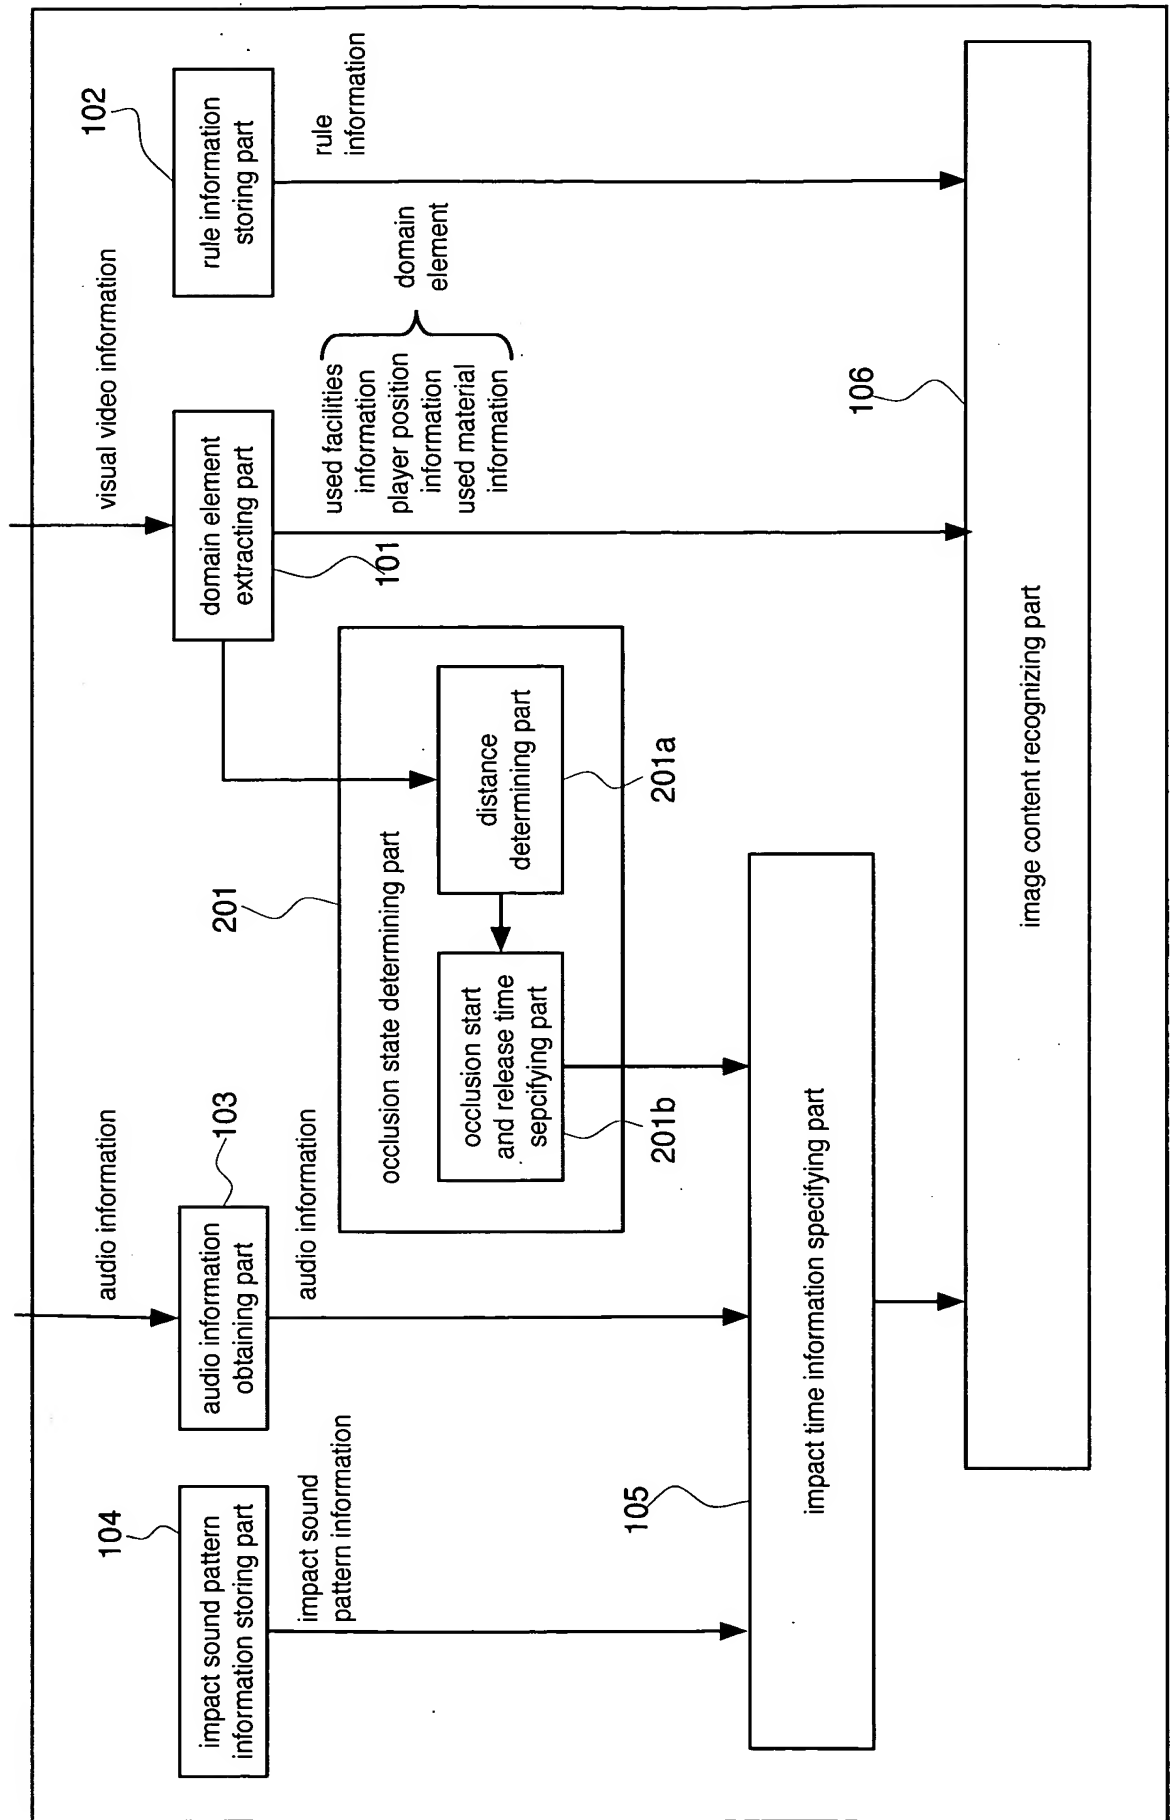 audio information
visual video information
104
impact sound pattern
information storing part
103
audio information
obtaining part
101
domain element
extracting part
102
rule information
storing part
impact sound
pattern information
audio information
used facilities
information
player position
information
used material
information
domain
element
rule
information
201
occlusion state determining part
occlusion start
and release time
sepcifying part
201b
distance
determining part
201a
105
impact time information specifying part
106
image content recognizing part